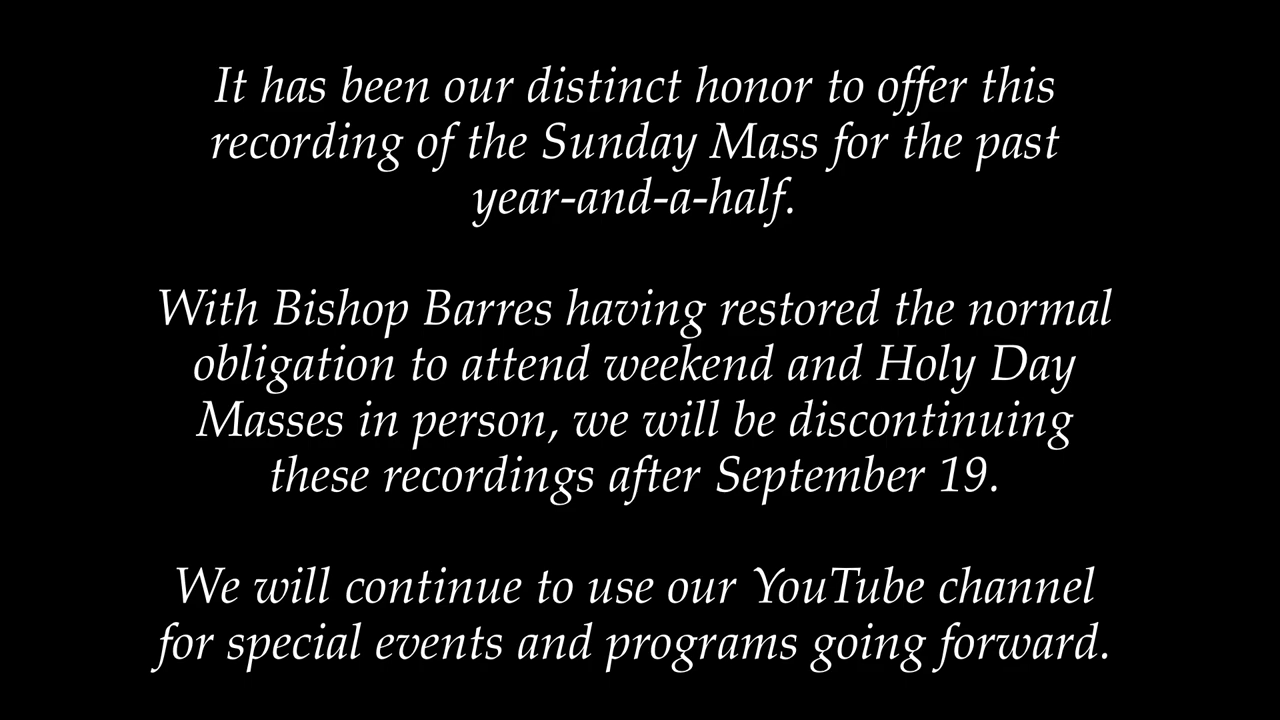 It has been our distinct honor to offer this
recording of the Sunday Mass for the past
year-and-a-half.
With Bishop Barres having restored the normal
obligation to attend weekend and Holy Day
Masses in person, we will be discontinuing
these recordings after September 19.
We will continue to use our YouTube channel
for special events and programs going forward.